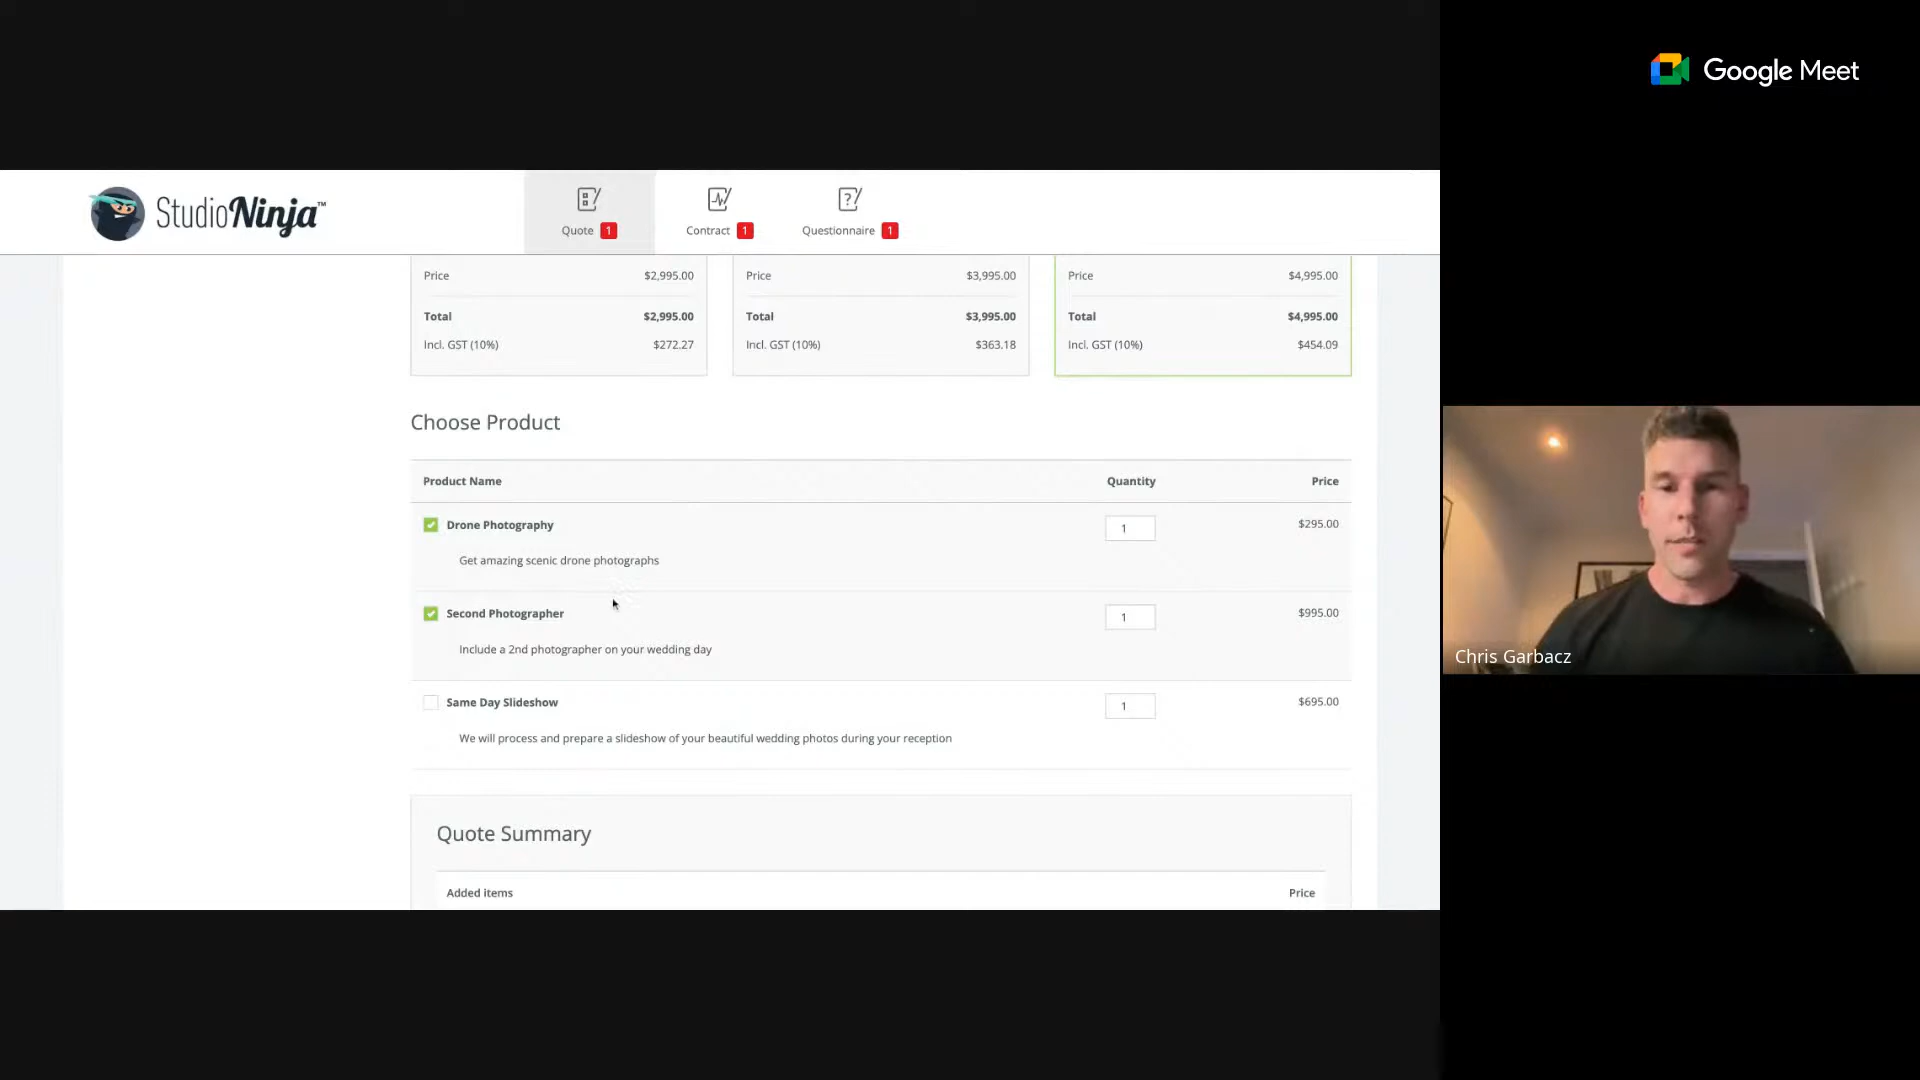 Google Meet
StudioNinja™
Quote 1
Contract 1
Questionnaire 1
Price $2,995.00
Total $2,995.00
Incl. GST (10%) $272.27
Price $3,995.00
Total $3,995.00
Incl. GST (10%) $363.18
Price $4,995.00
Total $4,995.00
Incl. GST (10%) $454.09
Choose Product
Product Name Quantity Price
Drone Photography 1 $295.00
Get amazing scenic drone photographs
Second Photographer 1 $995.00
Include a 2nd photographer on your wedding day
Same Day Slideshow 1 $695.00
We will process and prepare a slideshow of your beautiful wedding photos during your reception
Quote Summary
Added items Price
Chris Garbacz